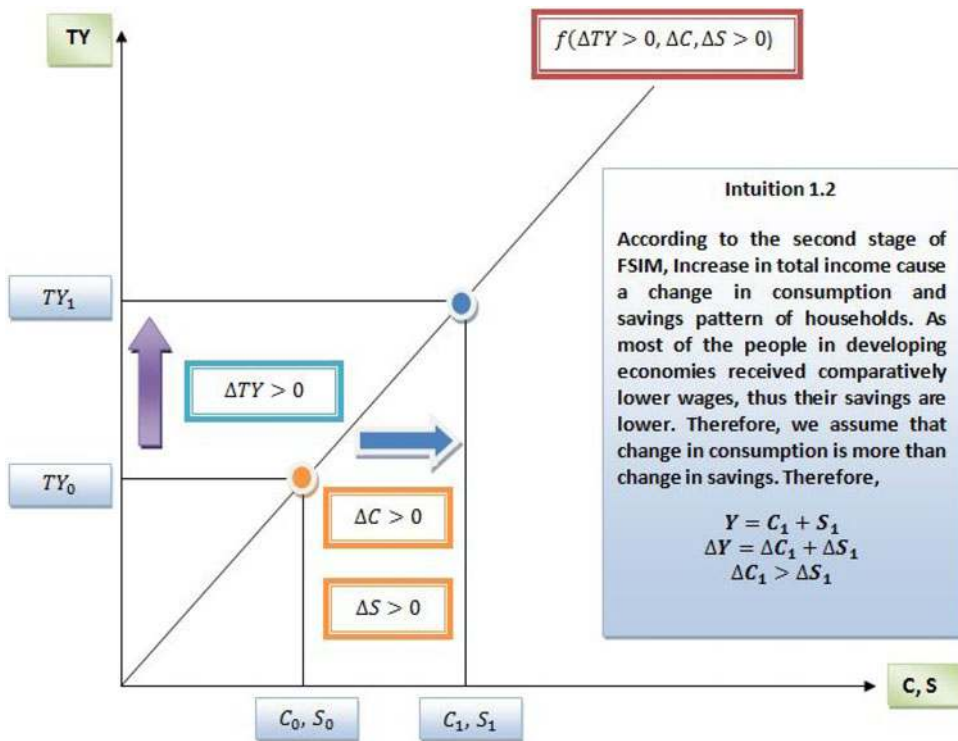 TY
f(ΔTY > 0, ΔC, ΔS > 0)
Intuition 1.2
According to the second stage of
FSIM, Increase in total income cause
a change in consumption and
savings pattern of households. As
most of the people in developing
economies received comparatively
lower wages, thus their savings are
lower. Therefore, we assume that
change in consumption is more than
change in savings. Therefore,
Y = C₁ + S₁
ΔY = ΔC₁ + ΔS₁
ΔC₁ > ΔS₁
TY₁
ΔTY > 0
TY₀
ΔC > 0
ΔS > 0
C₀, S₀
C₁, S₁
C, S